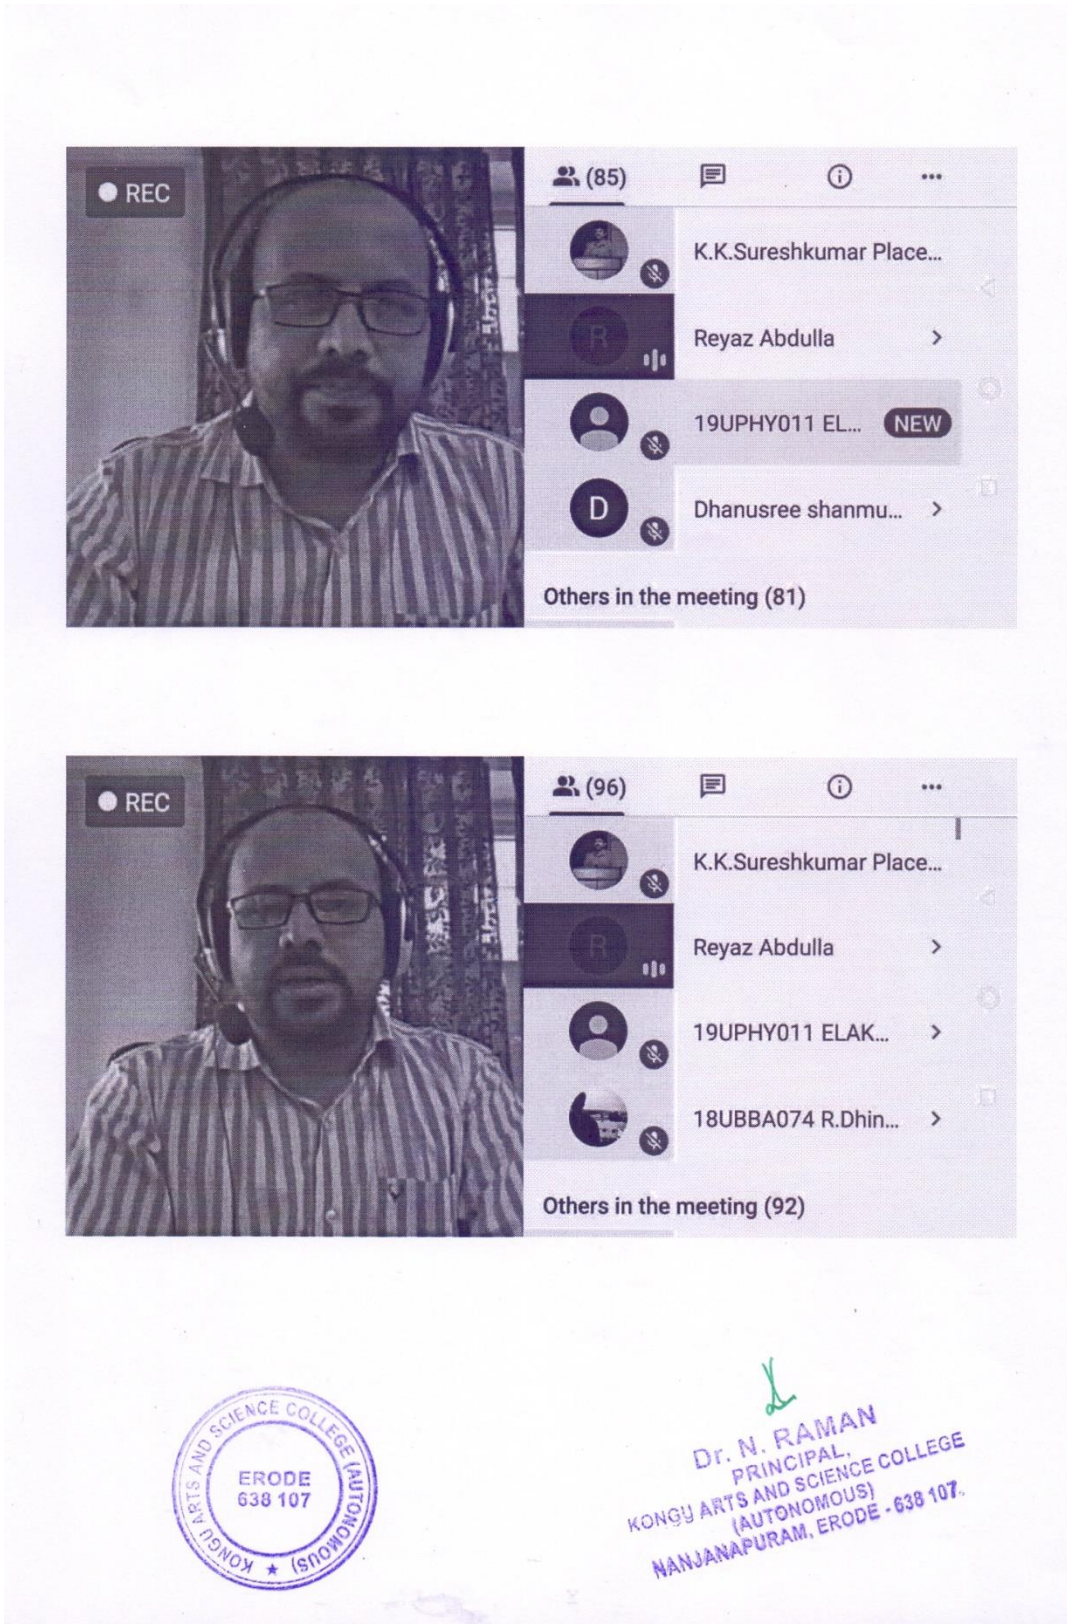 REC
(85)
K.K.Sureshkumar Place...
R
Reyaz Abdulla
19UPHY011 EL... NEW
D
Dhanusree shanmu...
Others in the meeting (81)
REC
(96)
K.K.Sureshkumar Place...
R
Reyaz Abdulla
19UPHY011 ELAK...
18UBBA074 R.Dhin...
Others in the meeting (92)
KONGU ARTS AND SCIENCE COLLEGE (AUTONOMOUS)
ERODE
638 107
Dr. N. RAMAN
PRINCIPAL,
KONGU ARTS AND SCIENCE COLLEGE
(AUTONOMOUS)
NANJANAPURAM, ERODE - 638 107.